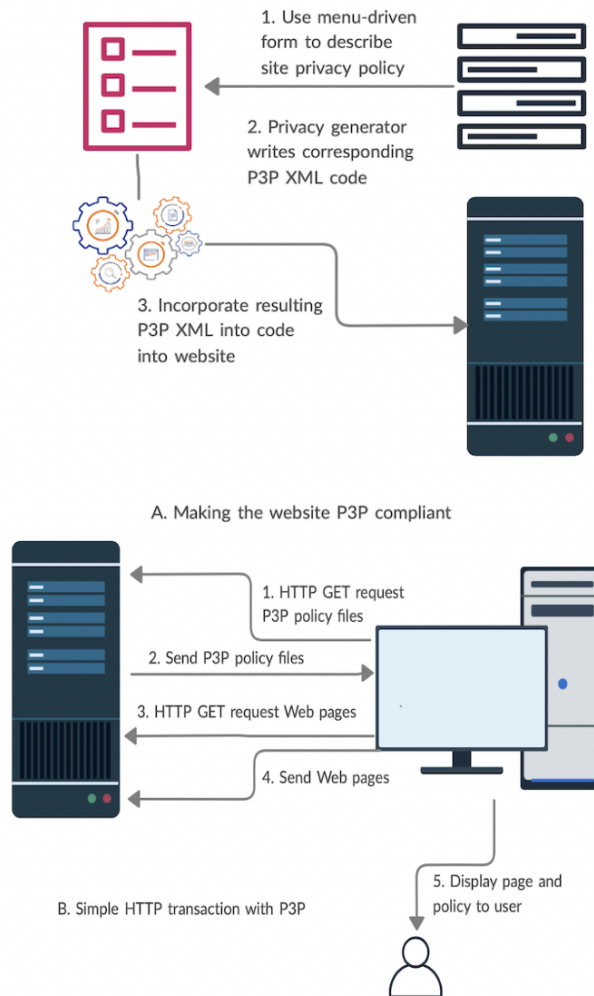 1. Use menu-driven
form to describe
site privacy policy
2. Privacy generator
writes corresponding
P3P XML code
3. Incorporate resulting
P3P XML into code
into website
A. Making the website P3P compliant
1. HTTP GET request
P3P policy files
2. Send P3P policy files
3. HTTP GET request Web pages
4. Send Web pages
5. Display page and
policy to user
B. Simple HTTP transaction with P3P